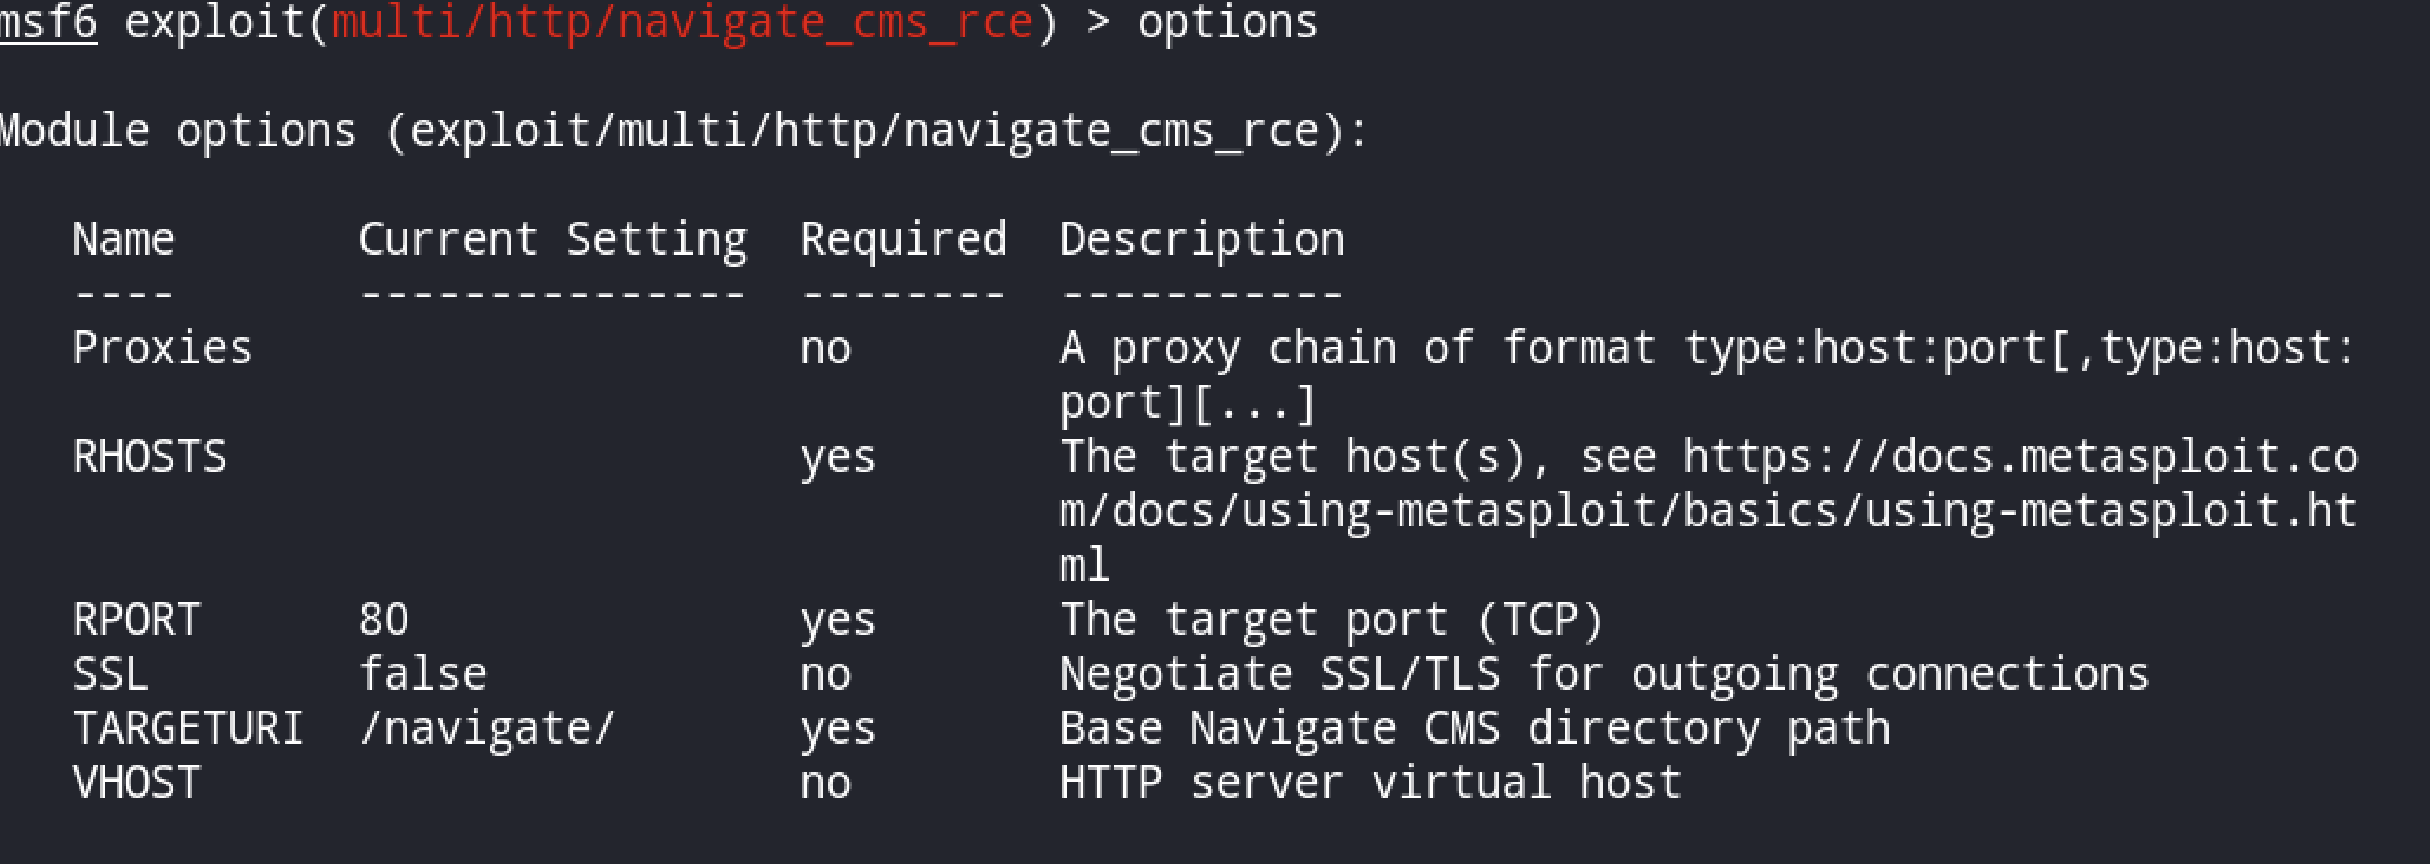 msf6 exploit(multi/http/navigate_cms_rce) > options
Module options (exploit/multi/http/navigate_cms_rce):
Name       Current Setting  Required  Description
----       ---------------  --------  -----------
Proxies                     no        A proxy chain of format type:host:port[,type:host:
port][...]
RHOSTS                      yes       The target host(s), see https://docs.metasploit.co
m/docs/using-metasploit/basics/using-metasploit.ht
ml
RPORT      80               yes       The target port (TCP)
SSL        false            no        Negotiate SSL/TLS for outgoing connections
TARGETURI  /navigate/       yes       Base Navigate CMS directory path
VHOST                       no        HTTP server virtual host